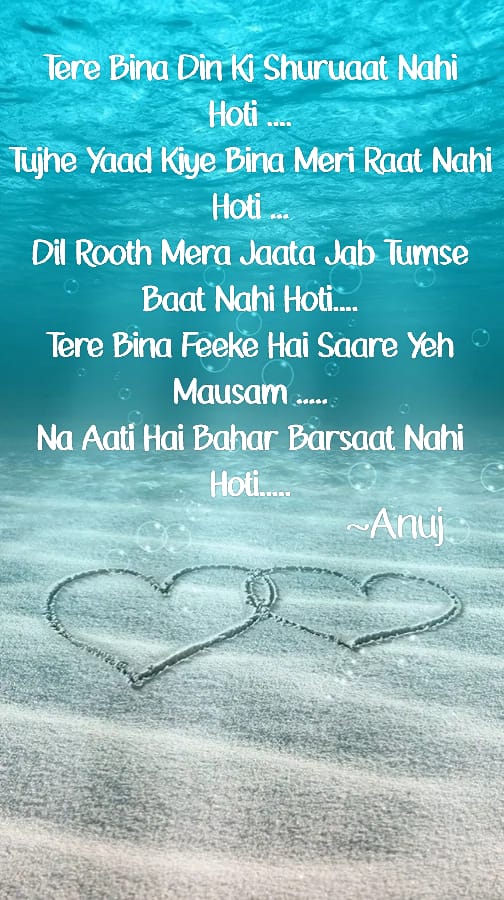 Tere Bina Din Ki Shuruaat Nahi
Hoti ....
Tujhe Yaad Kiye Bina Meri Raat Nahi
Hoti ...
Dil Rooth Mera Jaata Jab Tumse
Baat Nahi Hoti....
Tere Bina Feeke Hai Saare Yeh
Mausam .....
Na Aati Hai Bahar Barsaat Nahi
Hoti.....
~Anuj